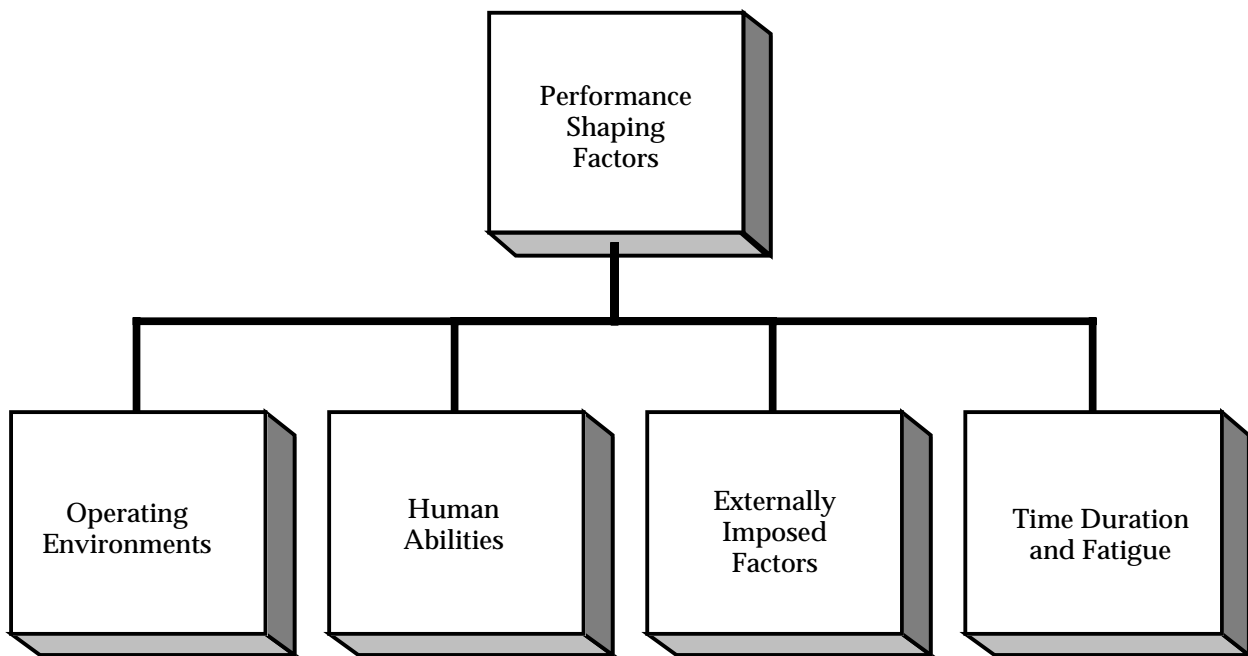 Performance
Shaping
Factors
Operating
Environments
Human
Abilities
Externally
Imposed
Factors
Time Duration
and Fatigue